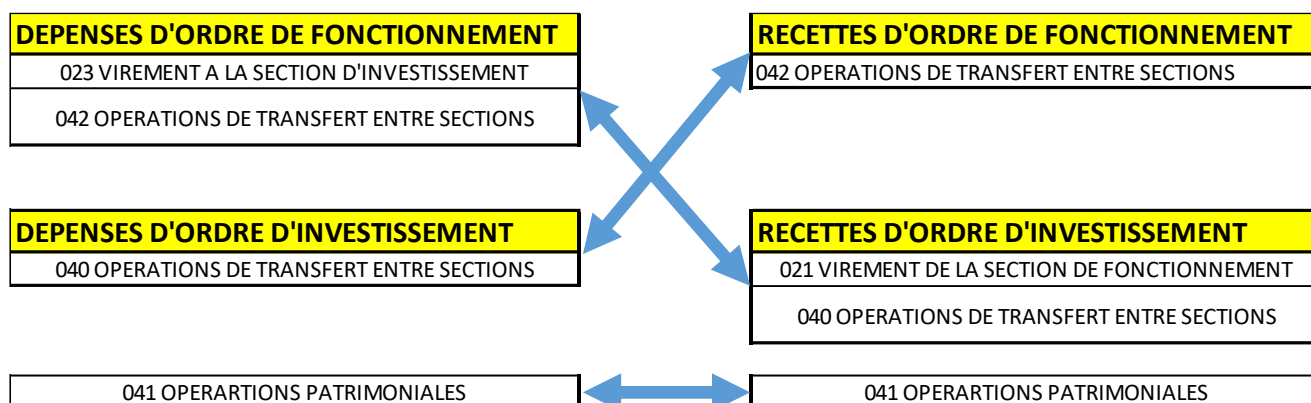 DEPENSES D'ORDRE DE FONCTIONNEMENT
023 VIREMENT A LA SECTION D'INVESTISSEMENT
042 OPERATIONS DE TRANSFERT ENTRE SECTIONS
RECETTES D'ORDRE DE FONCTIONNEMENT
042 OPERATIONS DE TRANSFERT ENTRE SECTIONS
DEPENSES D'ORDRE D'INVESTISSEMENT
040 OPERATIONS DE TRANSFERT ENTRE SECTIONS
RECETTES D'ORDRE D'INVESTISSEMENT
021 VIREMENT DE LA SECTION DE FONCTIONNEMENT
040 OPERATIONS DE TRANSFERT ENTRE SECTIONS
041 OPERARTIONS PATRIMONIALES
041 OPERARTIONS PATRIMONIALES